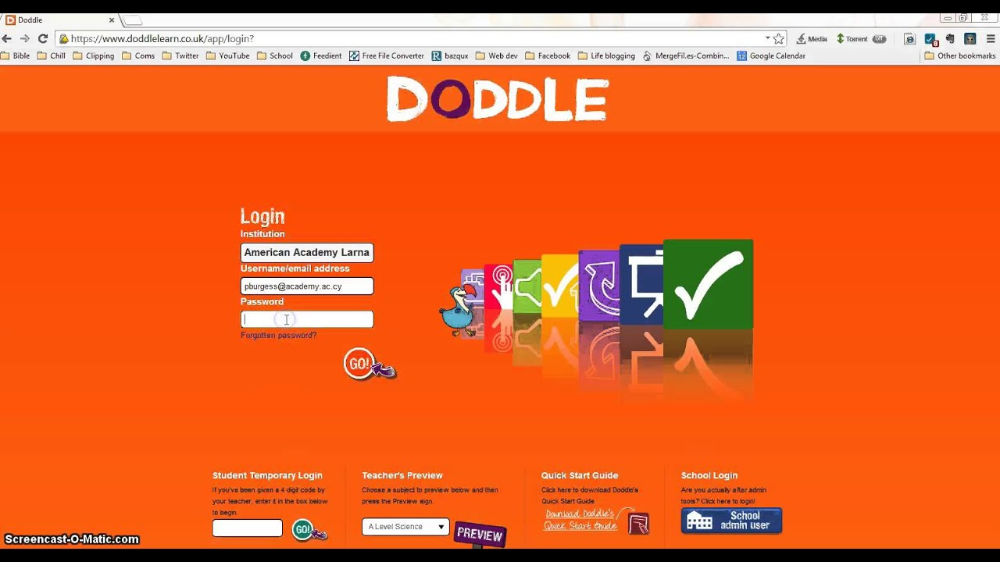 Doddle
https://www.doddlelearn.co.uk/app/login?
Media
Torrent
off
Bible
Chill
Clipping
Coms
Twitter
YouTube
School
Feedient
Free File Converter
bazqux
Web dev
Facebook
Life blogging
MergeFil.es-Combin...
12
Google Calendar
Other bookmarks
DODDLE
Login
Institution
American Academy Larna
Username/email address
pburgess@academy.ac.cy
Password
Forgotten password?
GO!
Student Temporary Login
If you've been given a 4 digit code by
your teacher, enter it in the box below
to begin.
GO!
Teacher's Preview
Choose a subject to preview below and then
press the Preview sign.
A Level Science
PREVIEW
Quick Start Guide
Click here to download Doddle's
Quick Start Guide
Download Doddle's
Quick Start Guide
School Login
Are you actually after admin
tools? Click here to login!
School
admin user
Screencast-O-Matic.com